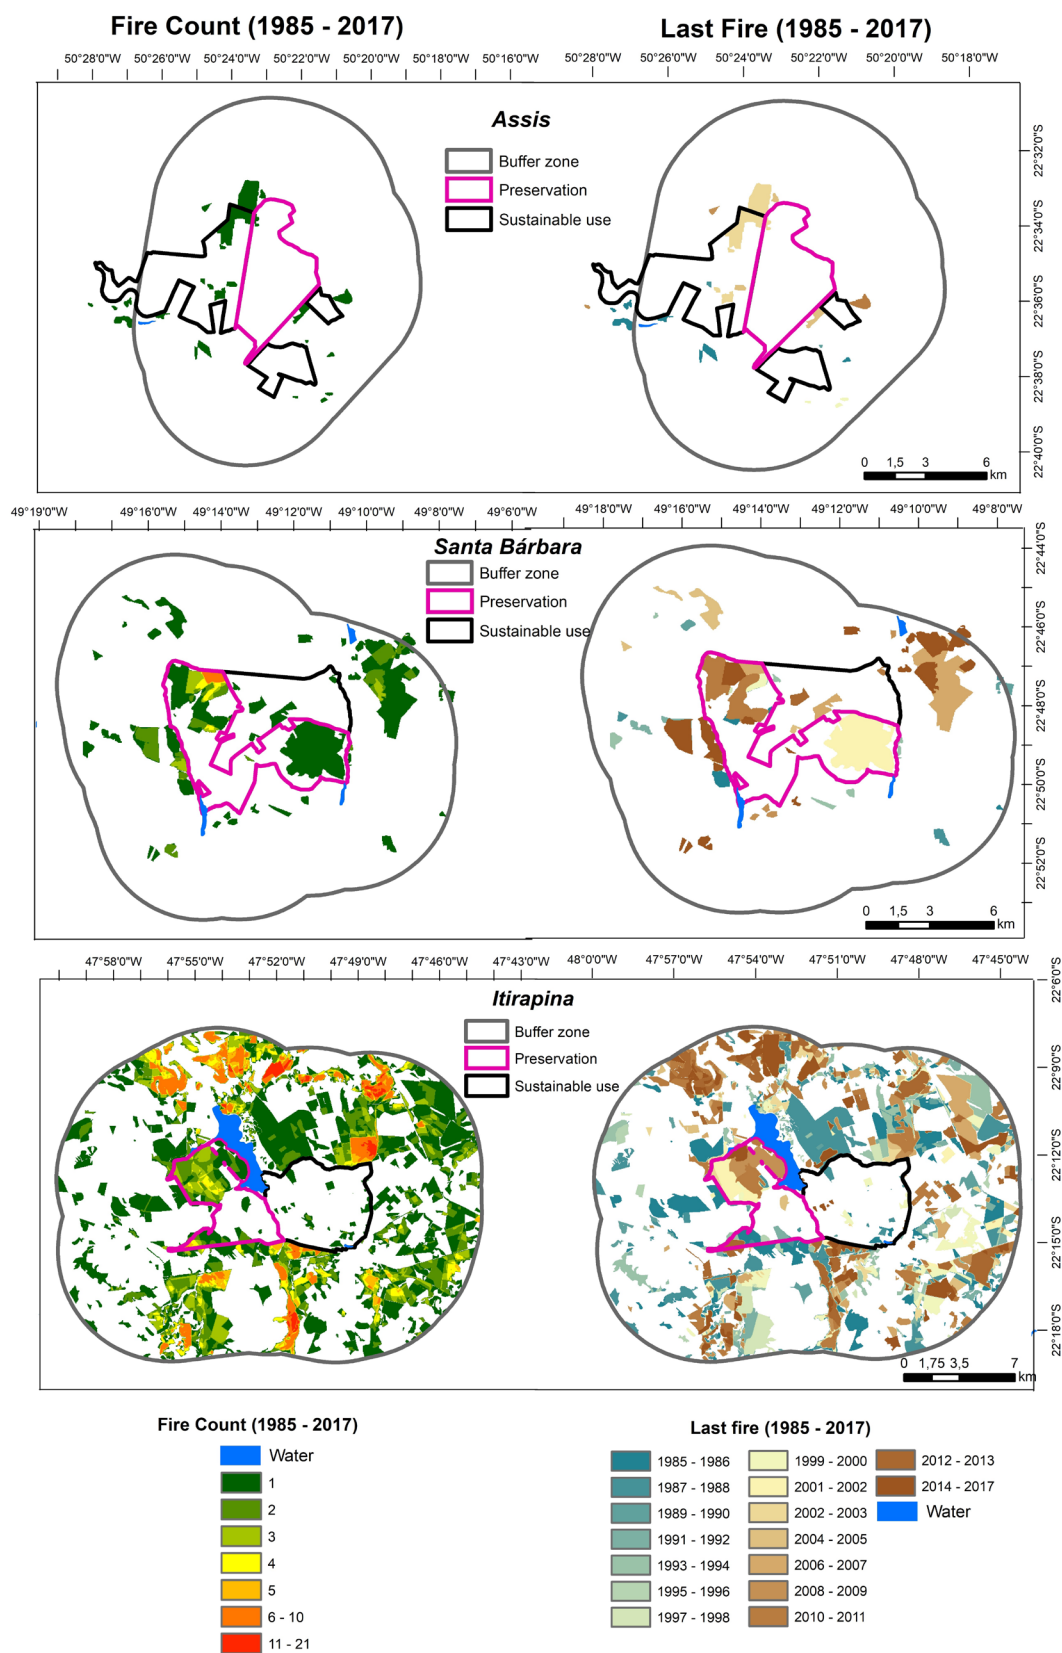 Fire Count (1985 - 2017) Last Fire (1985 - 2017)
50°28'0"W 50°26'0"W 50°24'0"W 50°22'0"W 50°20'0"W 50°18'0"W 50°16'0"W 50°28'0"W 50°26'0"W 50°24'0"W 50°22'0"W 50°20'0"W 50°18'0"W
Assis
Buffer zone
Preservation
Sustainable use
22°32'0"S
22°34'0"S
22°36'0"S
22°38'0"S
22°40'0"S
0 1,5 3 6
km
49°19'0"W 49°16'0"W 49°14'0"W 49°12'0"W 49°10'0"W 49°8'0"W 49°6'0"W 49°18'0"W 49°16'0"W 49°14'0"W 49°12'0"W 49°10'0"W 49°8'0"W
Santa Bárbara
Buffer zone
Preservation
Sustainable use
22°44'0"S
22°46'0"S
22°48'0"S
22°50'0"S
22°52'0"S
0 1,5 3 6
km
47°58'0"W 47°55'0"W 47°52'0"W 47°49'0"W 47°46'0"W 47°43'0"W 48°0'0"W 47°57'0"W 47°54'0"W 47°51'0"W 47°48'0"W 47°45'0"W
Itirapina
Buffer zone
Preservation
Sustainable use
22°6'0"S
22°9'0"S
22°12'0"S
22°15'0"S
22°18'0"S
0 1,75 3,5 7
km
Fire Count (1985 - 2017)
Water
1
2
3
4
5
6 - 10
11 - 21
Last fire (1985 - 2017)
1985 - 1986
1987 - 1988
1989 - 1990
1991 - 1992
1993 - 1994
1995 - 1996
1997 - 1998
1999 - 2000
2001 - 2002
2002 - 2003
2004 - 2005
2006 - 2007
2008 - 2009
2010 - 2011
2012 - 2013
2014 - 2017
Water